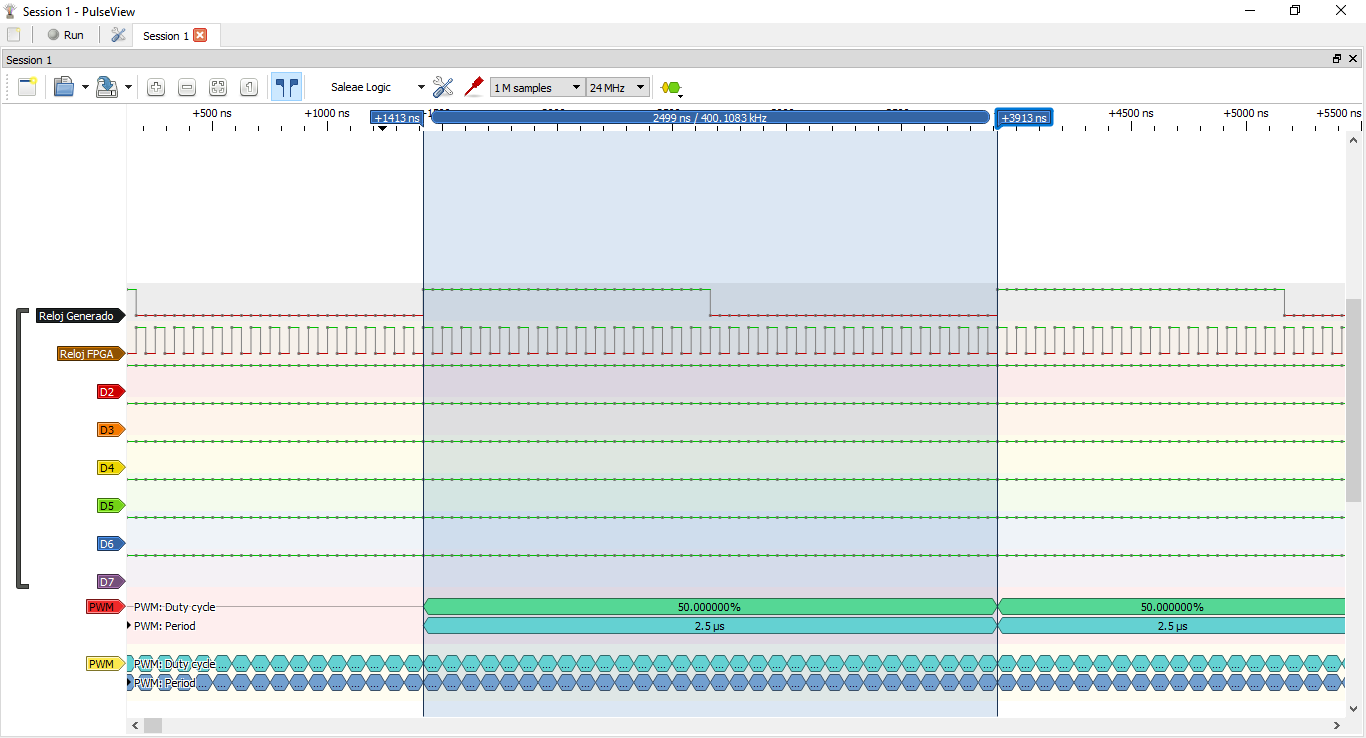 Session 1 - PulseView
Run
Session 1
Session 1
Saleae Logic
1 M samples
24 MHz
+500 ns
+1000 ns
+1413 ns
2499 ns / 400.1083 kHz
+3913 ns
+4500 ns
+5000 ns
+5500 ns
Reloj Generado
Reloj FPGA
D2
D3
D4
D5
D6
D7
PWM
PWM: Duty cycle
50.000000%
50.000000%
PWM: Period
2.5 µs
2.5 µs
PWM
PWM: Duty cycle
PWM: Period